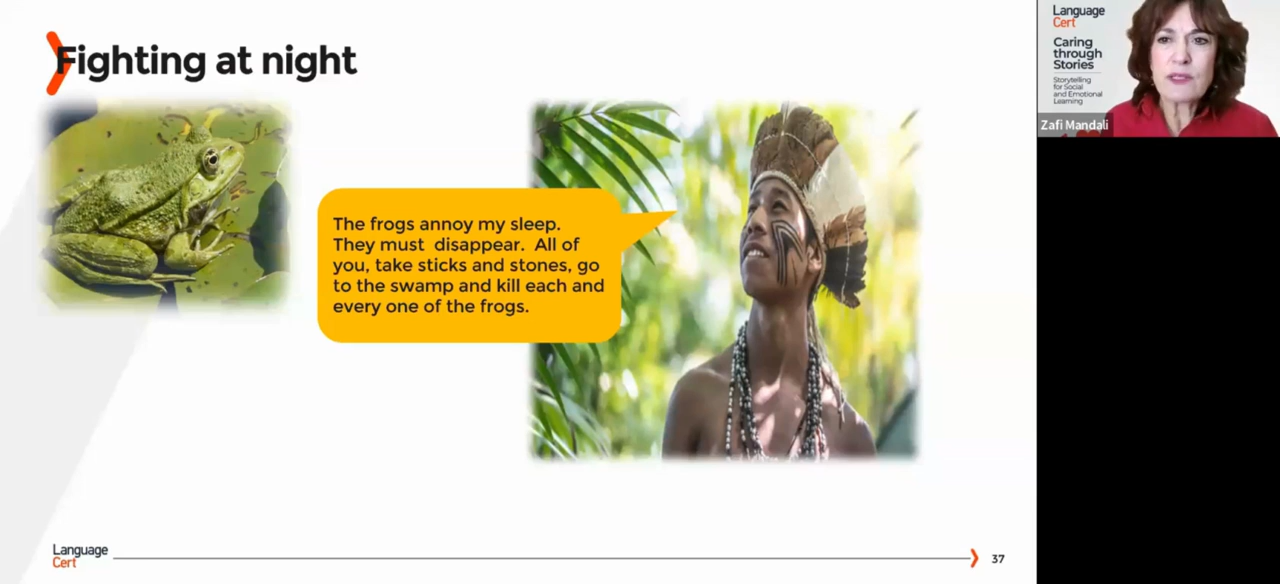 Fighting at night
The frogs annoy my sleep.
They must disappear. All of
you, take sticks and stones, go
to the swamp and kill each and
every one of the frogs.
Language
Cert
37
Language
Cert
Caring
through
Stories
Storytelling
for Social
and Emotional
Learning
Zafi Mandali